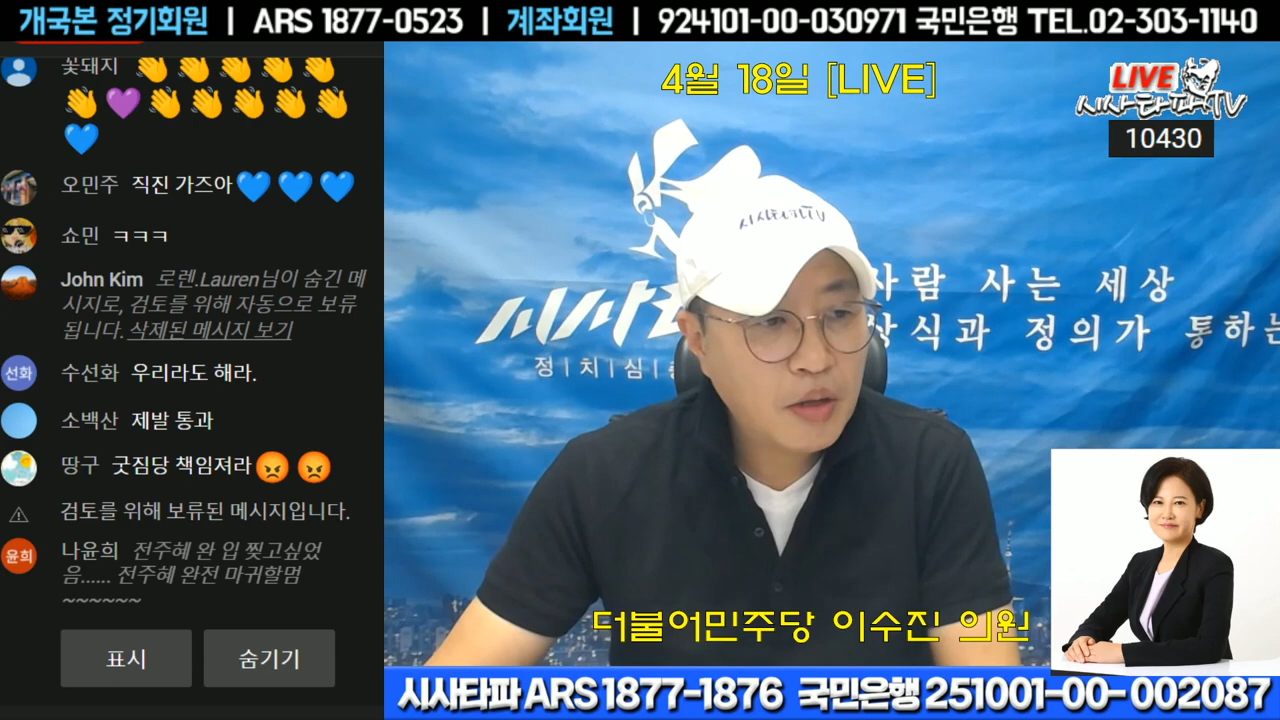 개국본 정기회원 | ARS 1877-0523 | 계좌회원 | 924101-00-030971 국민은행 TEL.02-303-1140
꽃돼지 👏👏👏👏👏
👏💜👏👏👏👏👏
💙
오민주 직진 가즈아💙💙💙
쇼민 ㅋㅋㅋ
John Kim 로렌.Lauren님이 숨긴 메
시지로, 검토를 위해 자동으로 보류
됩니다. 삭제된 메시지 보기
선화 수선화 우리라도 해라.
소백산 제발 통과
땅구 굿짐당 책임져라😡😡
검토를 위해 보류된 메시지입니다.
윤희 나윤희 전주혜 완 입 찢고싶었
음...... 전주혜 완전 마귀할멈
~~~~~~
표시 숨기기
4월 18일 [LIVE]
LIVE
시사타파TV
10430
시사타파TV
시사타
정|치|심|층
사람 사는 세상
상식과 정의가 통하는
더불어민주당 이수진 의원
시사타파 ARS 1877-1876 국민은행 251001-00-002087